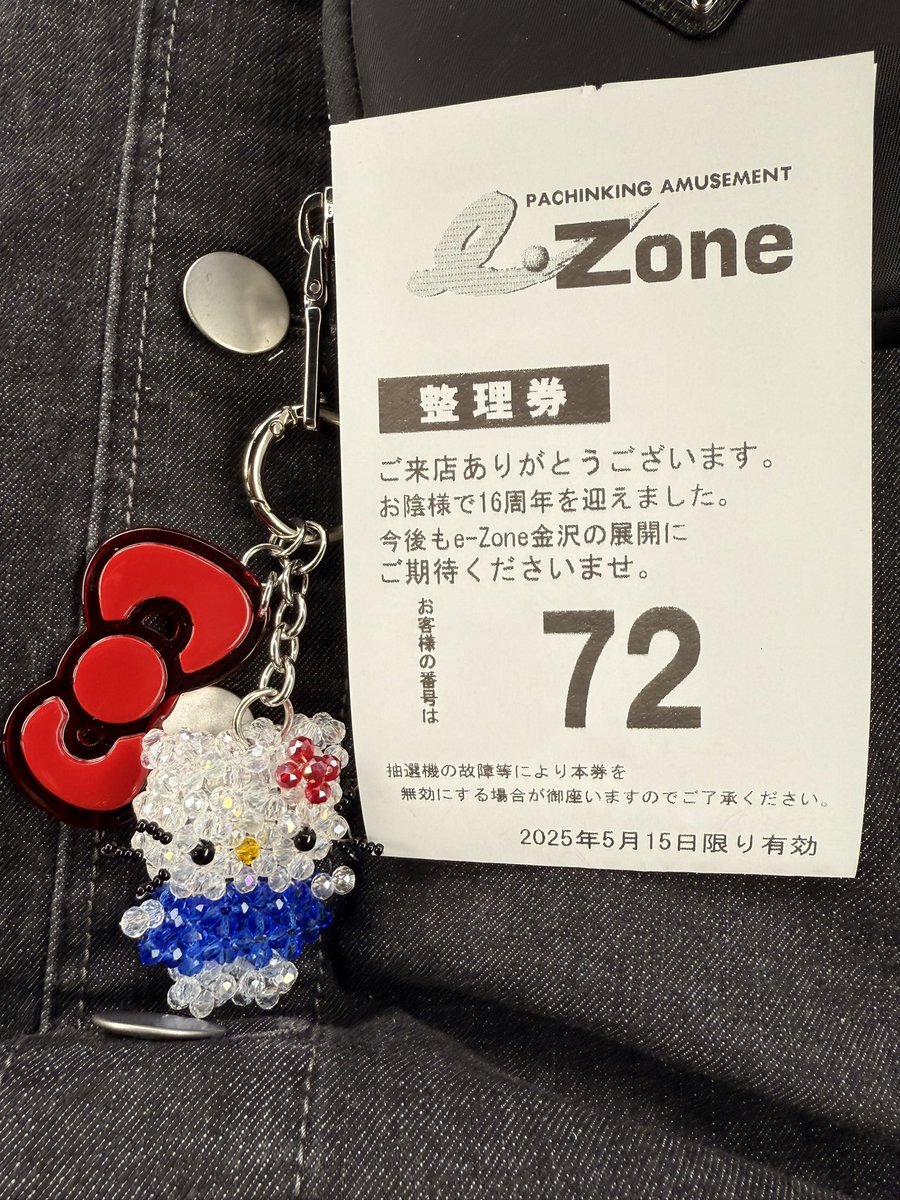 PACHINKING AMUSEMENT
e.Zone
整理券
ご来店ありがとうございます。
お陰様で16周年を迎えました。
今後もe-Zone金沢の展開に
ご期待くださいませ。
お客様の番号は
72
抽選機の故障等により本券を
無効にする場合が御座いますのでご了承ください。
2025年5月15日限り有効